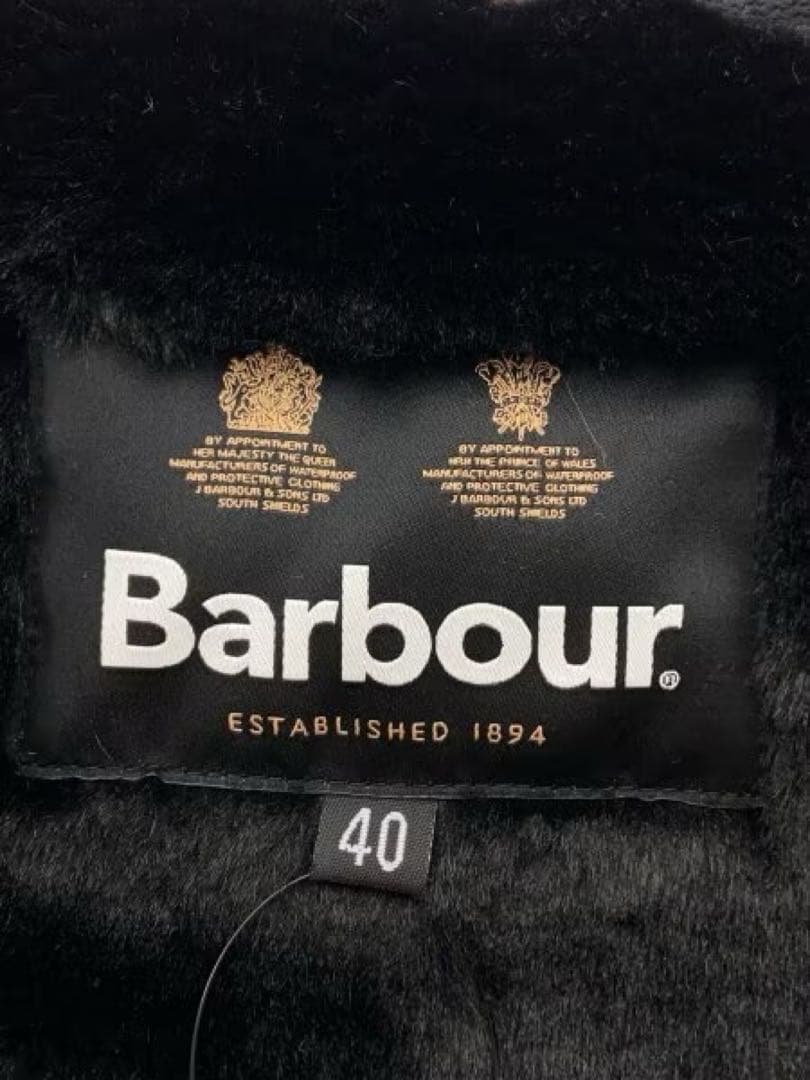 BY APPOINTMENT TO
HER MAJESTY THE QUEEN
MANUFACTURERS OF WATERPROOF
AND PROTECTIVE CLOTHING
J BARBOUR & SONS LTD
SOUTH SHIELDS
BY APPOINTMENT TO
HRH THE PRINCE OF WALES
MANUFACTURERS OF WATERPROOF
AND PROTECTIVE CLOTHING
J BARBOUR & SONS LTD
SOUTH SHIELDS
Barbour®
ESTABLISHED 1894
40